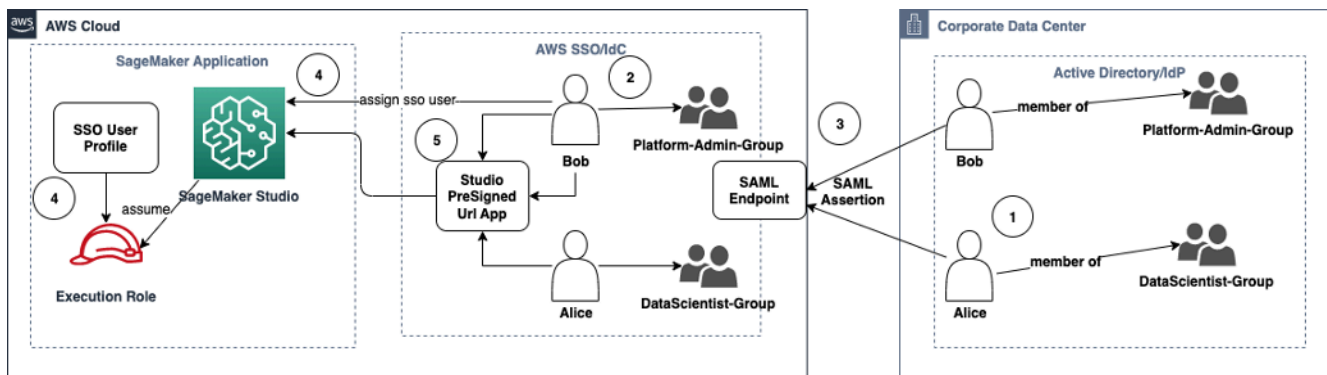 aws
AWS Cloud
SageMaker Application
4
SSO User
Profile
SageMaker Studio
4
assume
Execution Role
AWS SSO/IdC
assign sso user
2
Bob
Platform-Admin-Group
5
Studio
PreSigned
Url App
Alice
DataScientist-Group
SAML
Endpoint
3
SAML
Assertion
Corporate Data Center
Active Directory/IdP
member of
Bob
Platform-Admin-Group
1
member of
Alice
DataScientist-Group